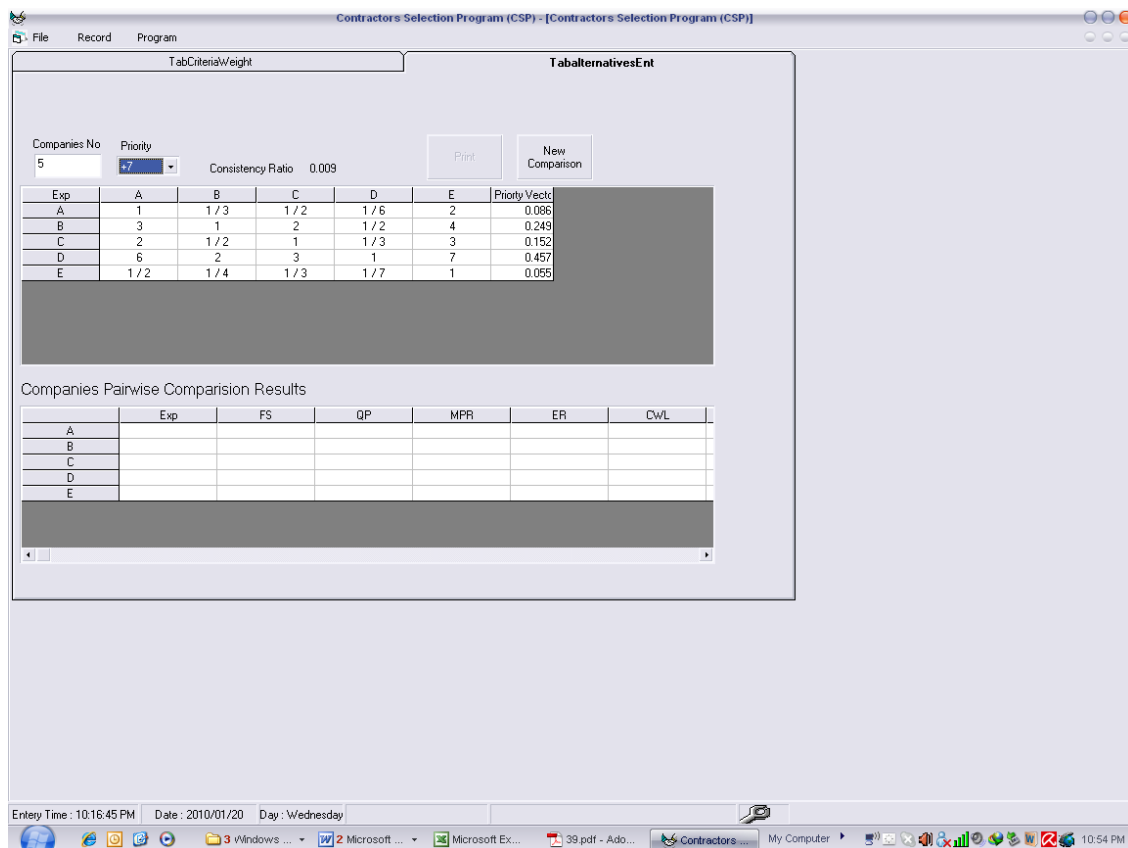 Contractors Selection Program (CSP) - [Contractors Selection Program (CSP)]
File Record Program
TabCriteriaWeight TabalternativesEnt
Companies No Priority
5 +7 Consistency Ratio 0.009 Print New Comparison
Exp A B C D E Priorty Vectc
A 1 1 / 3 1 / 2 1 / 6 2 0.086
B 3 1 2 1 / 2 4 0.249
C 2 1 / 2 1 1 / 3 3 0.152
D 6 2 3 1 7 0.457
E 1 / 2 1 / 4 1 / 3 1 / 7 1 0.055
Companies Pairwise Comparision Results
Exp FS QP MPR ER CWL
A
B
C
D
E
Entery Time : 10:16:45 PM Date : 2010/01/20 Day : Wednesday
3 Windows ... 2 Microsoft ... Microsoft Ex... 39.pdf - Ado... Contractors ... My Computer 10:54 PM